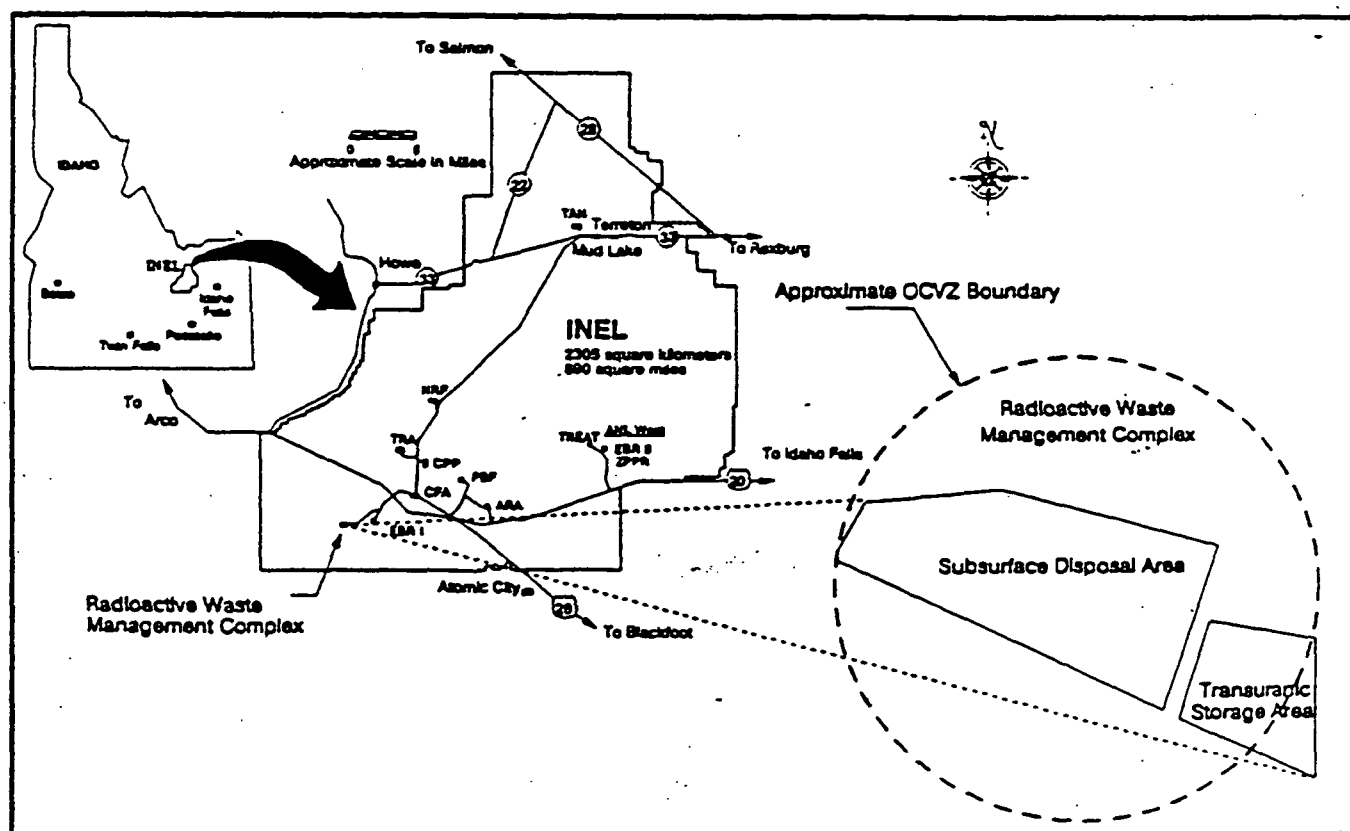 To Salmon
IDAHO
INEL
Boise
Idaho
Falls
Pocatello
Twin Falls
0
Approximate Scale in Miles
28
22
TAN
Terreton
33
Mud Lake
To Rexburg
Howe
33
To
Arco
INEL
2305 square kilometers
890 square miles
NRF
TRA
CPP
PBF
CFA
ARA
EBR I
TREAT
ANL West
EBR II
ZPPR
To Idaho Falls
20
Atomic City
To Blackfoot
Radioactive Waste
Management Complex
Approximate OCVZ Boundary
Radioactive Waste
Management Complex
Subsurface Disposal Area
Transuranic
Storage Area